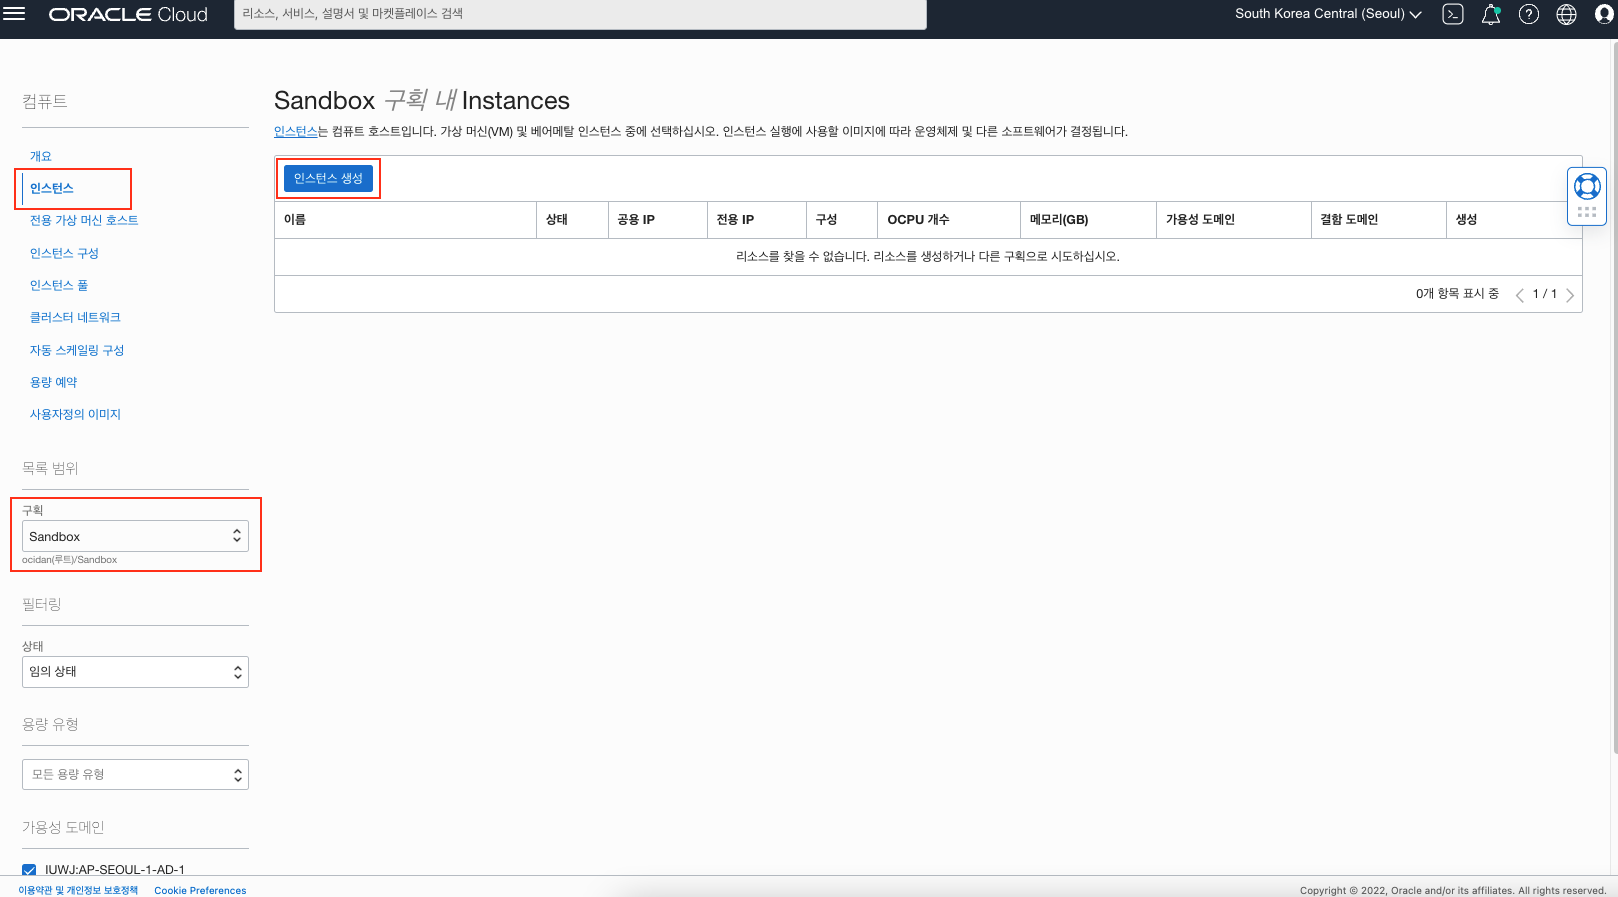 ORACLE Cloud
리소스, 서비스, 설명서 및 마켓플레이스 검색
South Korea Central (Seoul)
컴퓨트
개요
인스턴스
전용 가상 머신 호스트
인스턴스 구성
인스턴스 풀
클러스터 네트워크
자동 스케일링 구성
용량 예약
사용자정의 이미지
목록 범위
구획
Sandbox
ocidan(루트)/Sandbox
필터링
상태
임의 상태
용량 유형
모든 용량 유형
가용성 도메인
IUWJ:AP-SEOUL-1-AD-1
Sandbox 구획 내 Instances
인스턴스는 컴퓨트 호스트입니다. 가상 머신(VM) 및 베어메탈 인스턴스 중에 선택하십시오. 인스턴스 실행에 사용할 이미지에 따라 운영체제 및 다른 소프트웨어가 결정됩니다.
인스턴스 생성
이름 상태 공용 IP 전용 IP 구성 OCPU 개수 메모리(GB) 가용성 도메인 결함 도메인 생성
리소스를 찾을 수 없습니다. 리소스를 생성하거나 다른 구획으로 시도하십시오.
0개 항목 표시 중 1 / 1
이용약관 및 개인정보 보호정책 Cookie Preferences
Copyright © 2022, Oracle and/or its affiliates. All rights reserved.